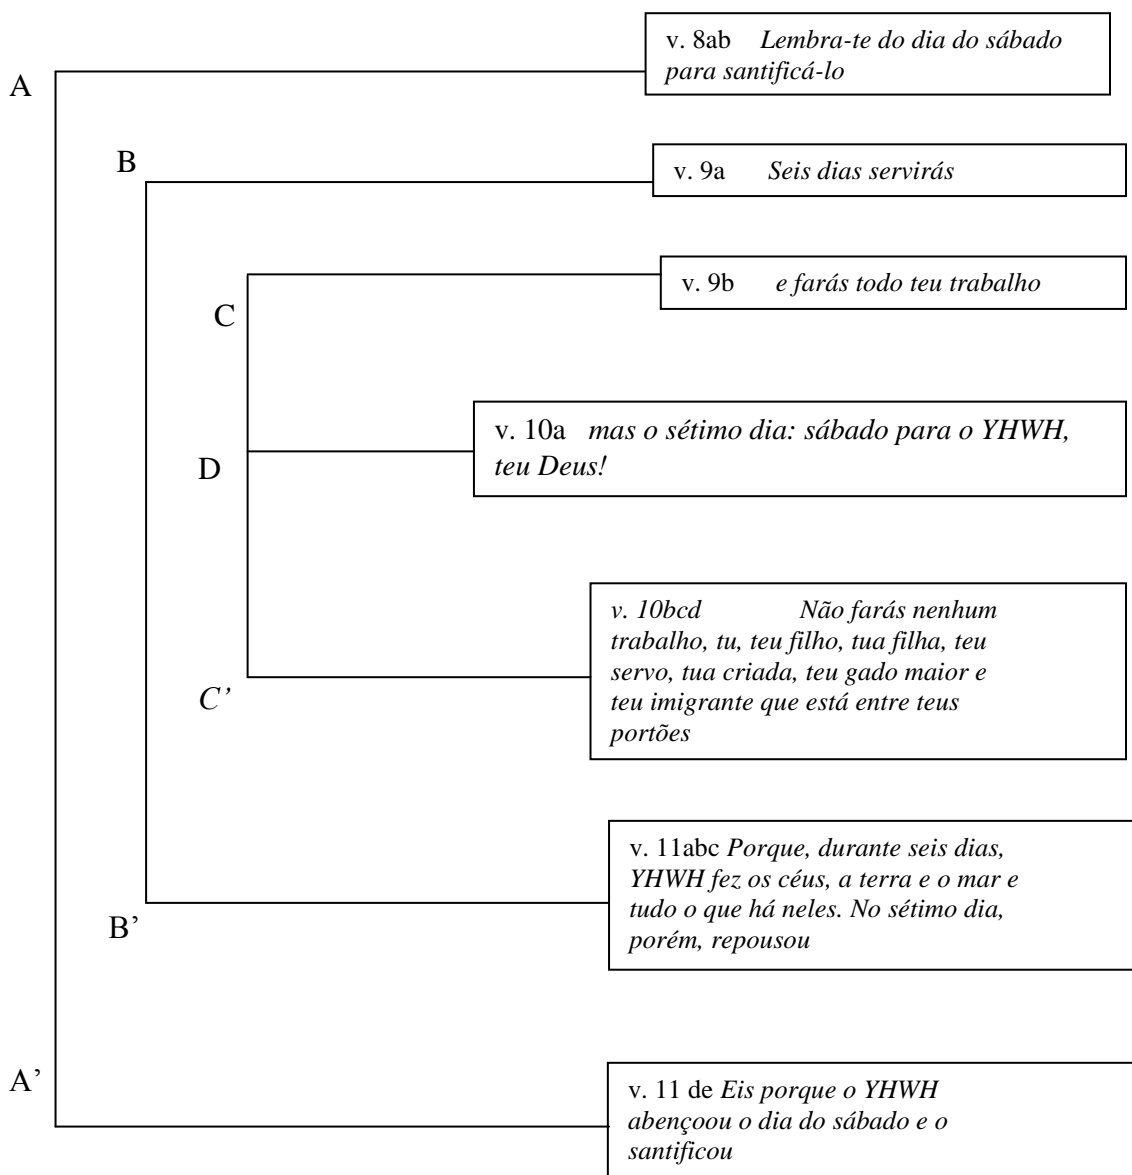 v. 8ab Lembra-te do dia do sábado
para santificá-lo
A
B
v. 9a Seis dias servirás
v. 9b e farás todo teu trabalho
C
v. 10a mas o sétimo dia: sábado para o YHWH,
teu Deus!
D
v. 10bcd Não farás nenhum
trabalho, tu, teu filho, tua filha, teu
servo, tua criada, teu gado maior e
teu imigrante que está entre teus
portões
C’
v. 11abc Porque, durante seis dias,
YHWH fez os céus, a terra e o mar e
tudo o que há neles. No sétimo dia,
porém, repousou
B’
A’
v. 11 de Eis porque o YHWH
abençoou o dia do sábado e o
santificou